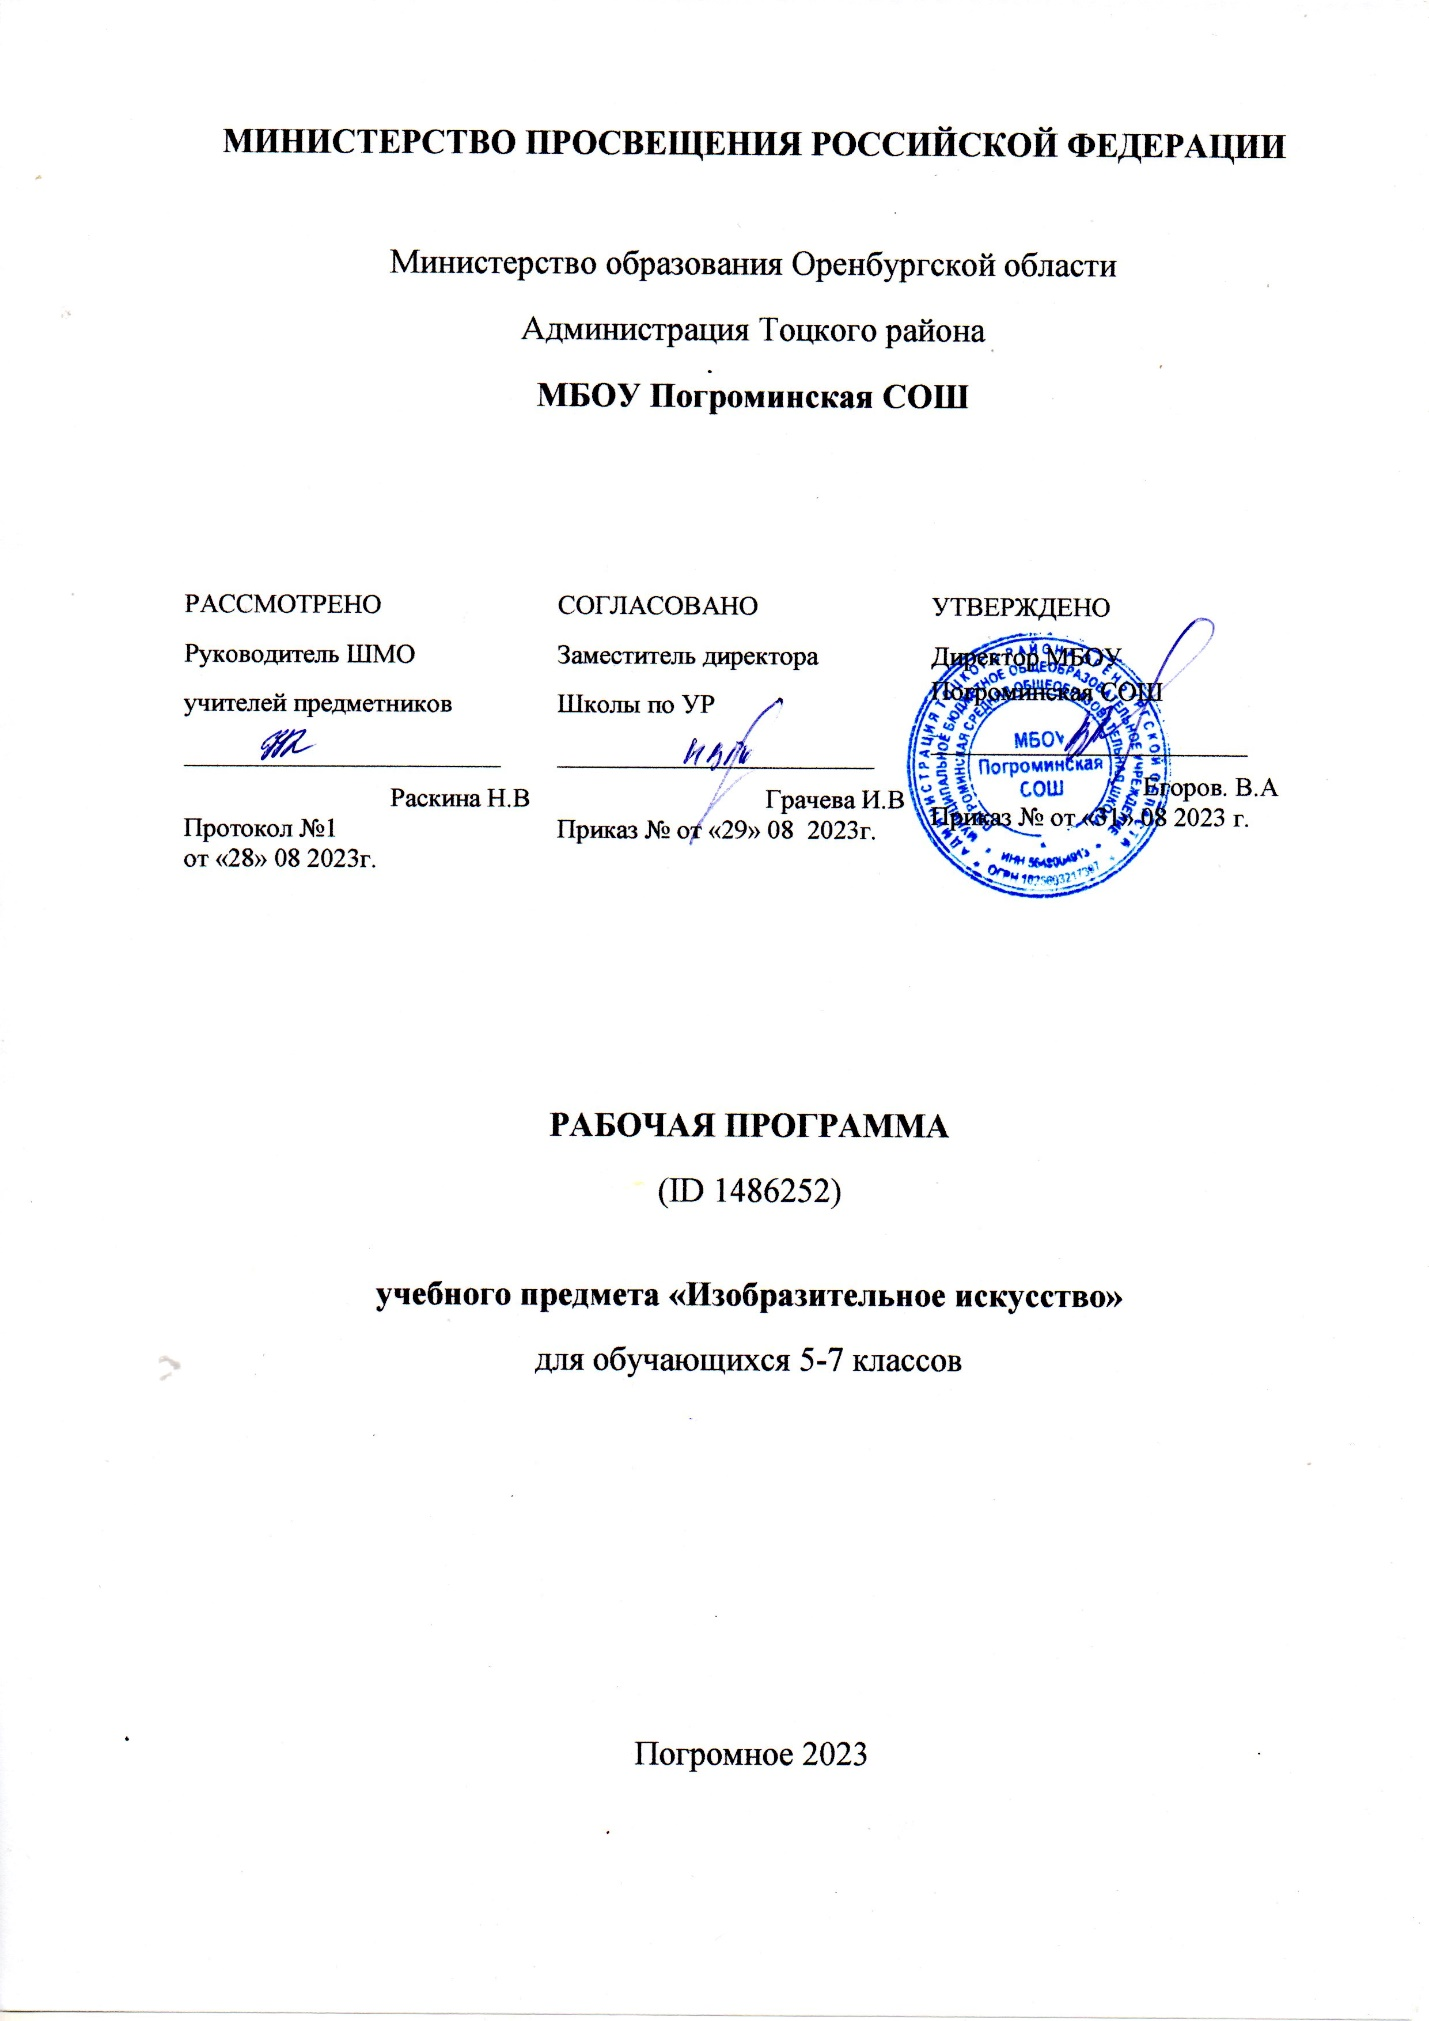 МИНИСТЕРСТВО ПРОСВЕЩЕНИЯ РОССИЙСКОЙ ФЕДЕРАЦИИ
Министерство образования Оренбургской области
Администрация Тоцкого района
МБОУ Погроминская СОШ
РАССМОТРЕНО
Руководитель ШМО
учителей предметников
Раскина Н.В
Протокол №1
от «28» 08 2023г.
СОГЛАСОВАНО
Заместитель директора
Школы по УР
Грачева И.В
Приказ № от «29» 08 2023г.
УТВЕРЖДЕНО
Директор МБОУ
Погроминская СОШ
Егоров. В.А
Приказ № от «31» 08 2023 г.
МБОУ
Погроминская
СОШ
РАБОЧАЯ ПРОГРАММА
(ID 1486252)
учебного предмета «Изобразительное искусство»
для обучающихся 5-7 классов
Погромное 2023